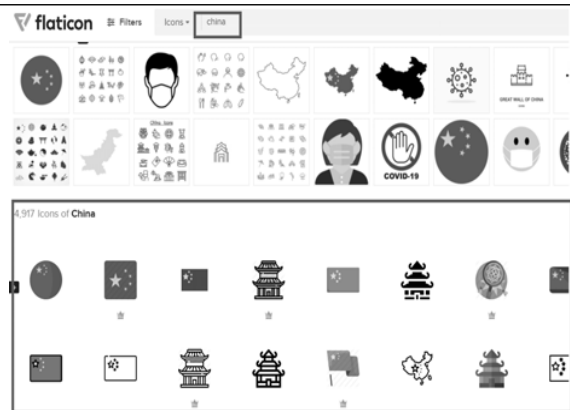 flaticon Filters Icons china
GREAT WALL OF CHINA
China, Icons
COVID-19
4,917 Icons of China